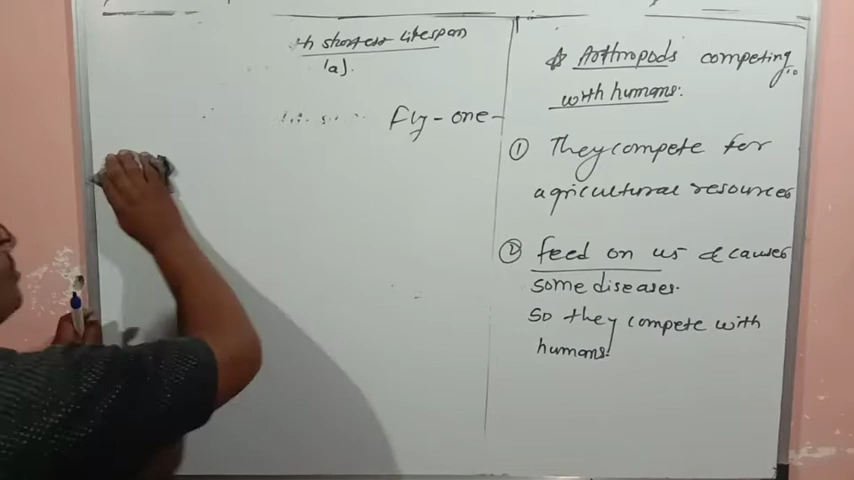 th shortest lifespan
[a].
Fly - one -
Arthropods competing
with humans:
① They compete for
agricultural resources
② feed on us & causes
some diseases.
So they compete with
humans.